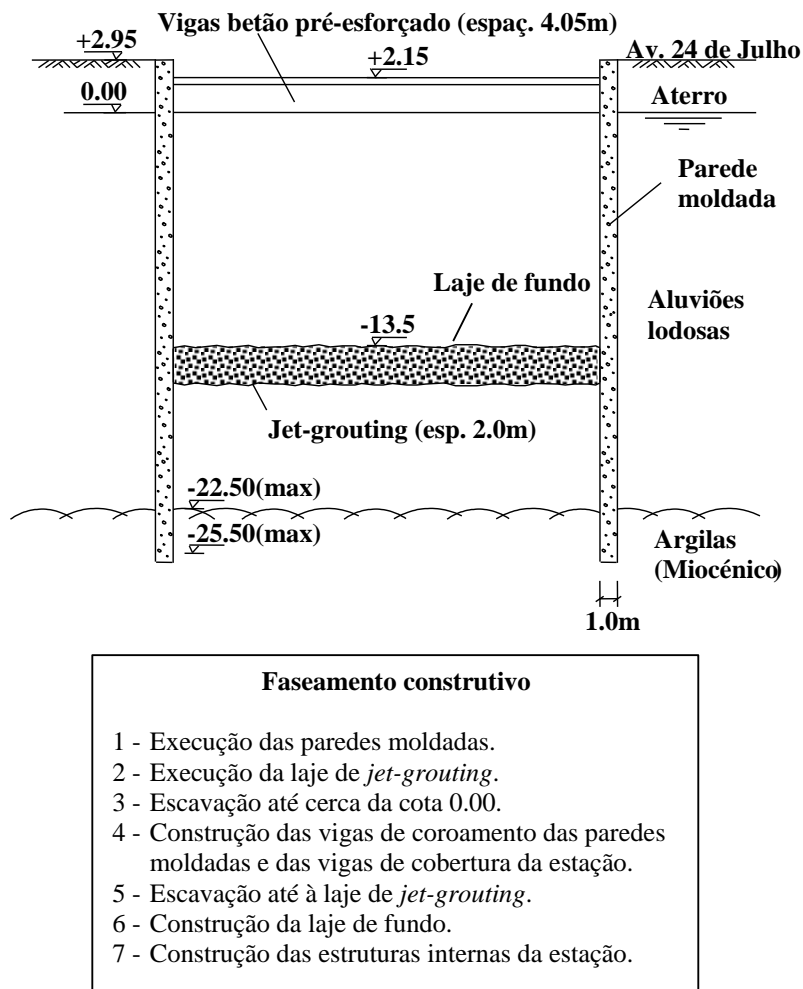 Vigas betão pré-esforçado (espaç. 4.05m)
+2.95
+2.15
Av. 24 de Julho
0.00
Aterro
Parede
moldada
Laje de fundo
Aluviões
lodosas
-13.5
Jet-grouting (esp. 2.0m)
-22.50(max)
-25.50(max)
Argilas
(Miocénico)
1.0m
Faseamento construtivo
1 - Execução das paredes moldadas.
2 - Execução da laje de jet-grouting.
3 - Escavação até cerca da cota 0.00.
4 - Construção das vigas de coroamento das paredes
moldadas e das vigas de cobertura da estação.
5 - Escavação até à laje de jet-grouting.
6 - Construção da laje de fundo.
7 - Construção das estruturas internas da estação.